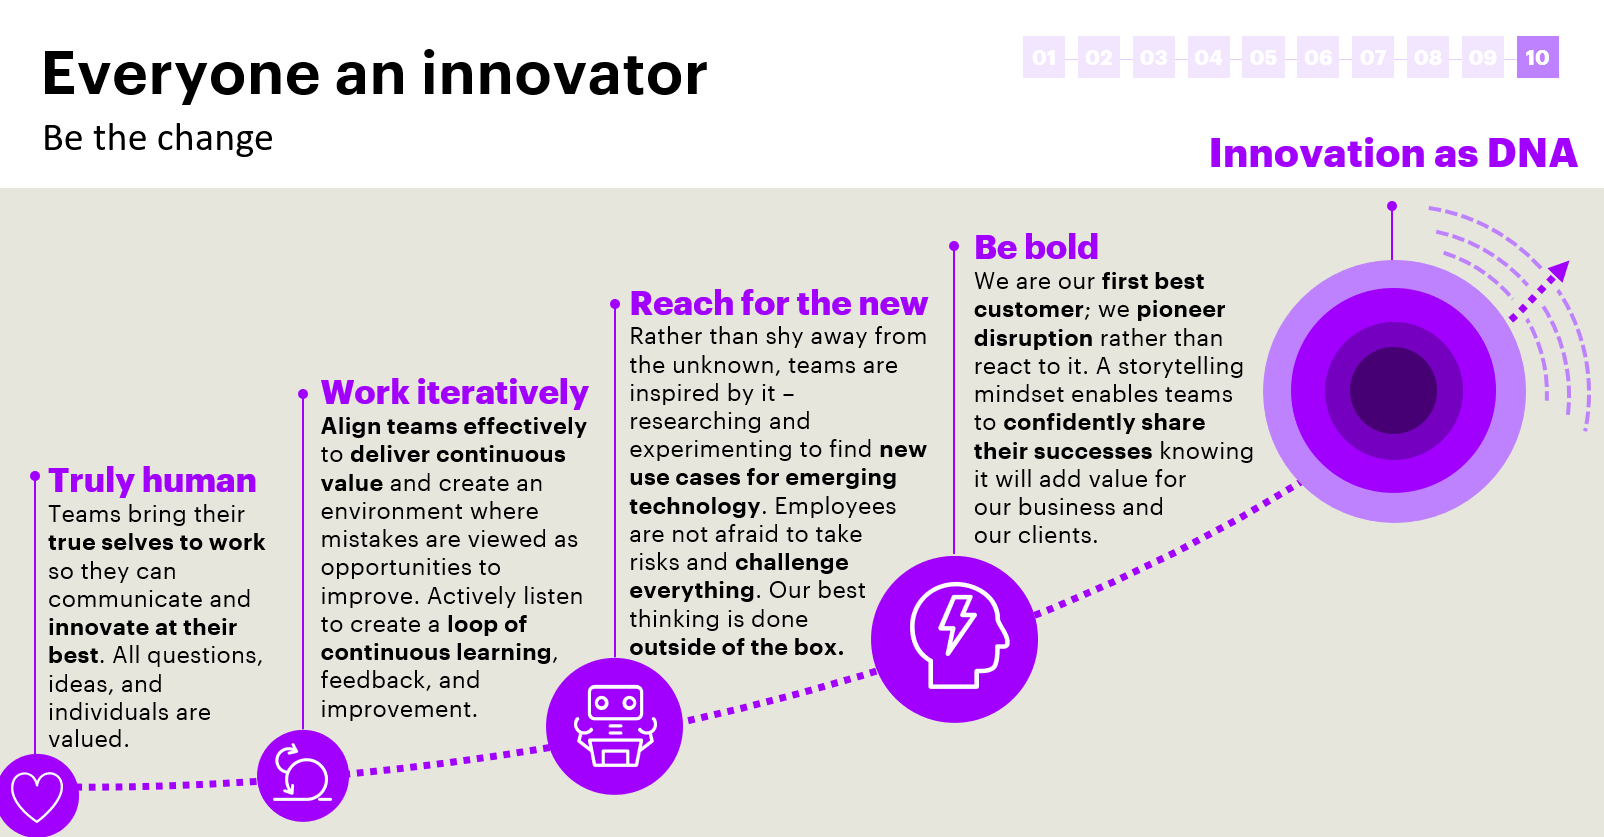 Everyone an innovator
Be the change
01 02 03 04 05 06 07 08 09 10
Innovation as DNA
Truly human
Teams bring their
true selves to work
so they can
communicate and
innovate at their
best. All questions,
ideas, and
individuals are
valued.
Work iteratively
Align teams effectively
to deliver continuous
value and create an
environment where
mistakes are viewed as
opportunities to
improve. Actively listen
to create a loop of
continuous learning,
feedback, and
improvement.
Reach for the new
Rather than shy away from
the unknown, teams are
inspired by it –
researching and
experimenting to find new
use cases for emerging
technology. Employees
are not afraid to take
risks and challenge
everything. Our best
thinking is done
outside of the box.
Be bold
We are our first best
customer; we pioneer
disruption rather than
react to it. A storytelling
mindset enables teams
to confidently share
their successes knowing
it will add value for
our business and
our clients.